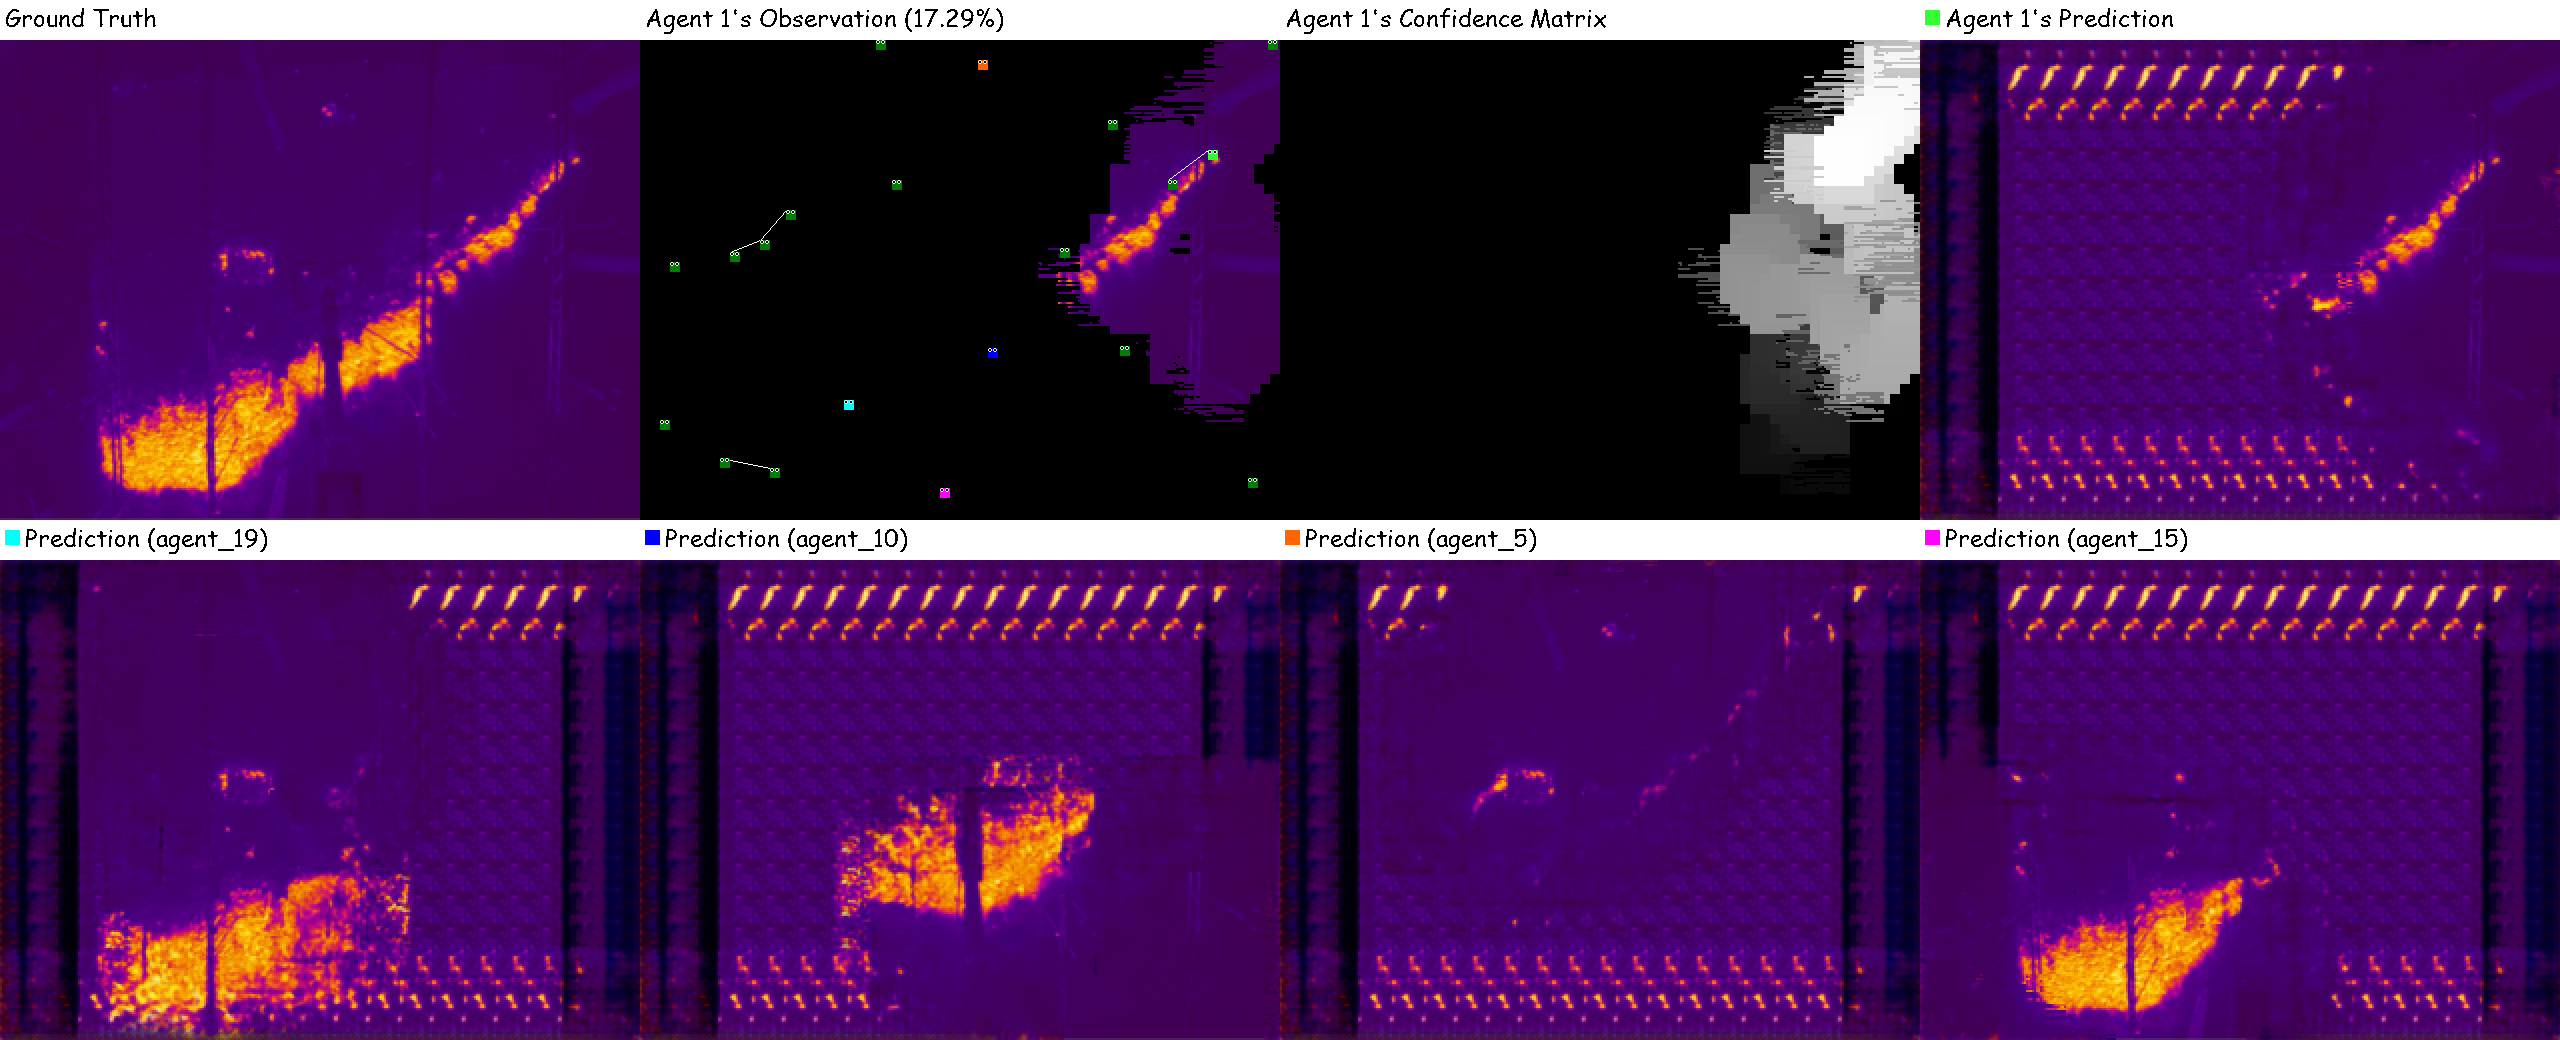 Ground Truth
Agent 1's Observation (17.29%)
Agent 1's Confidence Matrix
Agent 1's Prediction
Prediction (agent_19)
Prediction (agent_10)
Prediction (agent_5)
Prediction (agent_15)